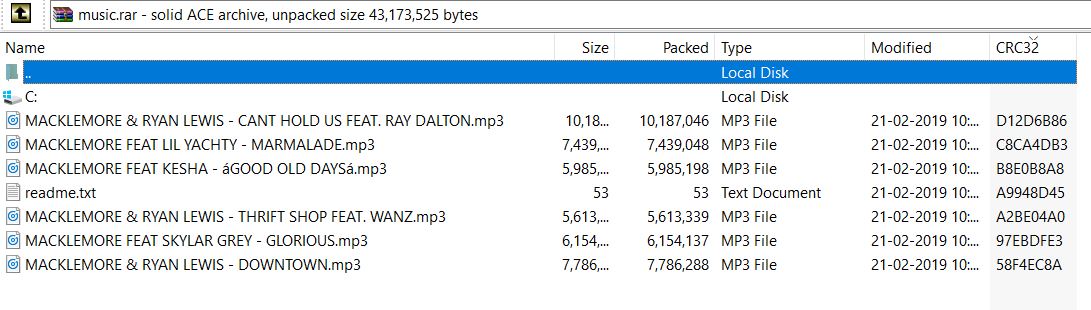 music.rar - solid ACE archive, unpacked size 43,173,525 bytes
Name Size Packed Type Modified CRC32
.. Local Disk
C: Local Disk
MACKLEMORE & RYAN LEWIS - CANT HOLD US FEAT. RAY DALTON.mp3 10,18... 10,187,046 MP3 File 21-02-2019 10:... D12D6B86
MACKLEMORE FEAT LIL YACHTY - MARMALADE.mp3 7,439,... 7,439,048 MP3 File 21-02-2019 10:... C8CA4DB3
MACKLEMORE FEAT KESHA - áGOOD OLD DAYSá.mp3 5,985,... 5,985,198 MP3 File 21-02-2019 10:... B8E0B8A8
readme.txt 53 53 Text Document 21-02-2019 10:... A9948D45
MACKLEMORE & RYAN LEWIS - THRIFT SHOP FEAT. WANZ.mp3 5,613,... 5,613,339 MP3 File 21-02-2019 10:... A2BE04A0
MACKLEMORE FEAT SKYLAR GREY - GLORIOUS.mp3 6,154,... 6,154,137 MP3 File 21-02-2019 10:... 97EBDFE3
MACKLEMORE & RYAN LEWIS - DOWNTOWN.mp3 7,786,... 7,786,288 MP3 File 21-02-2019 10:... 58F4EC8A